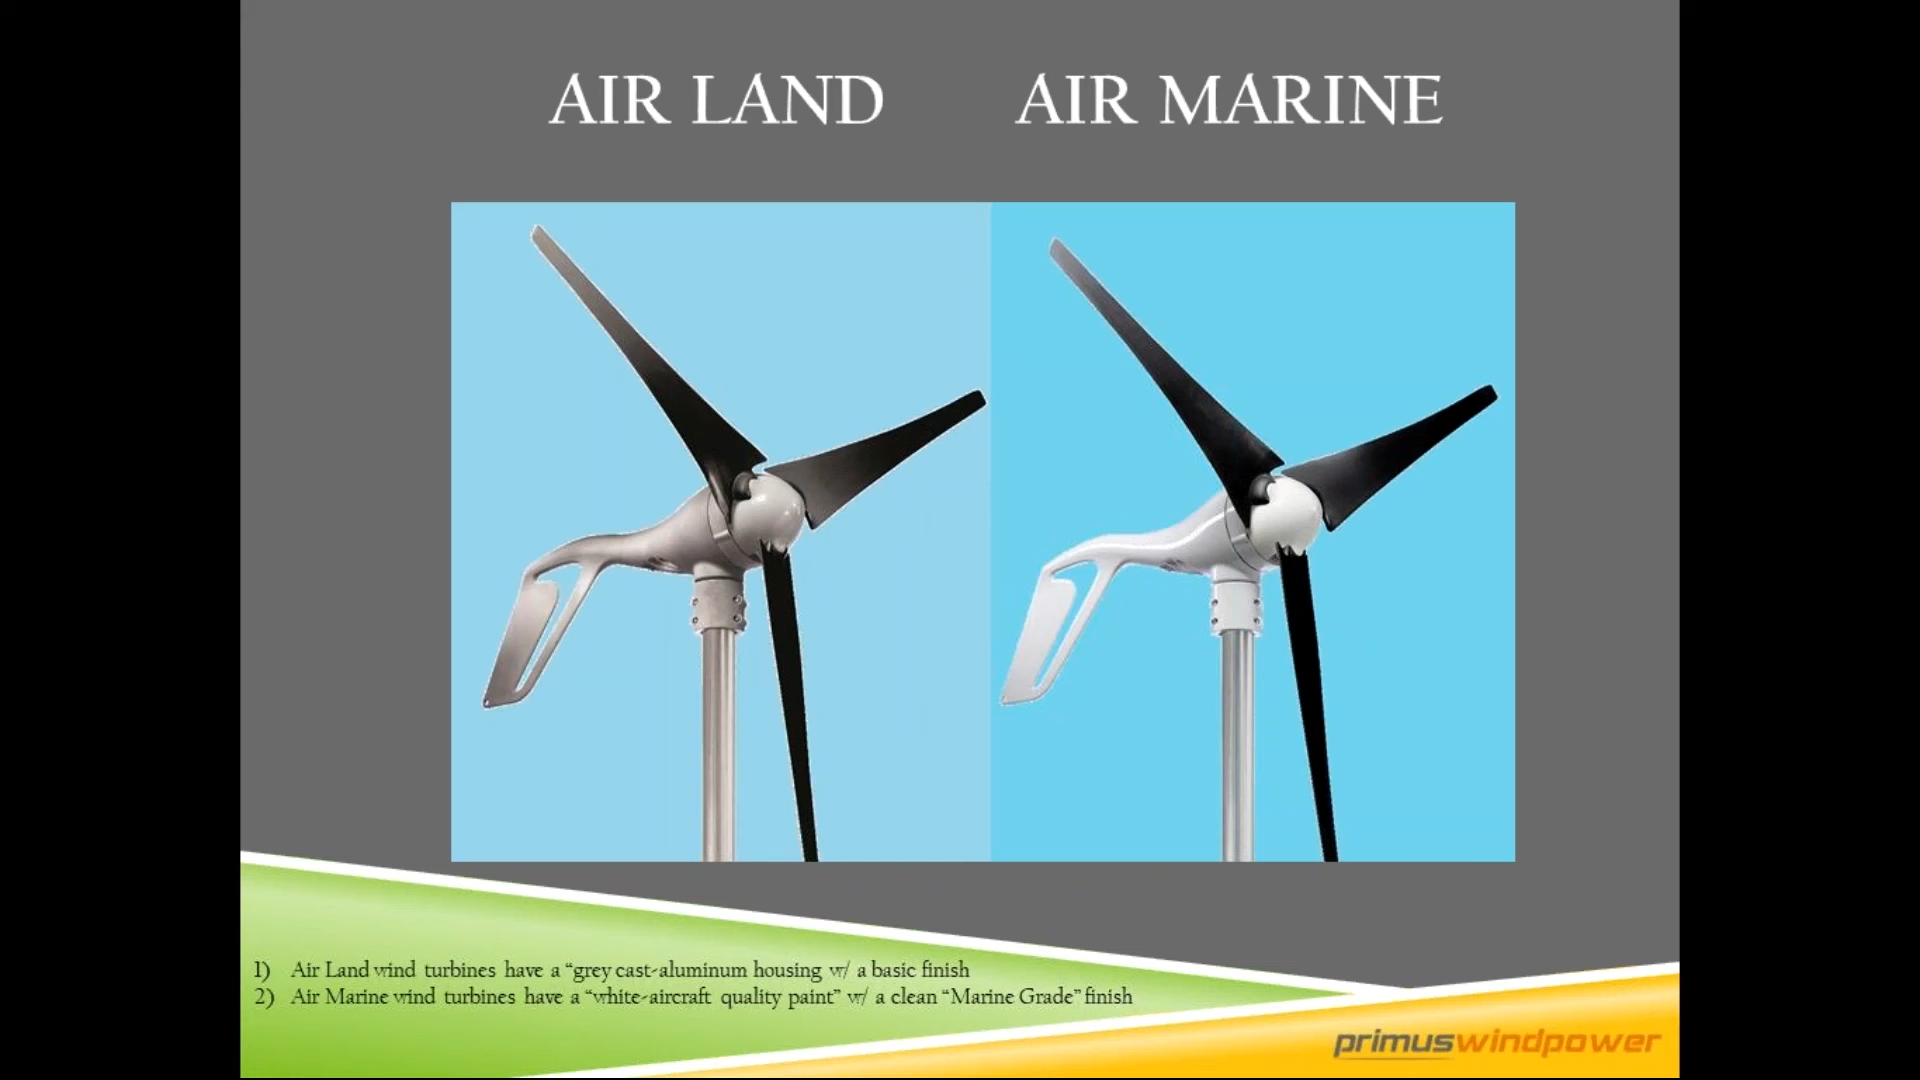 AIR LAND AIR MARINE
1) Air Land wind turbines have a “grey cast-aluminum housing w/ a basic finish
2) Air Marine wind turbines have a “white-aircraft quality paint” w/ a clean “Marine Grade” finish
primuswindpower